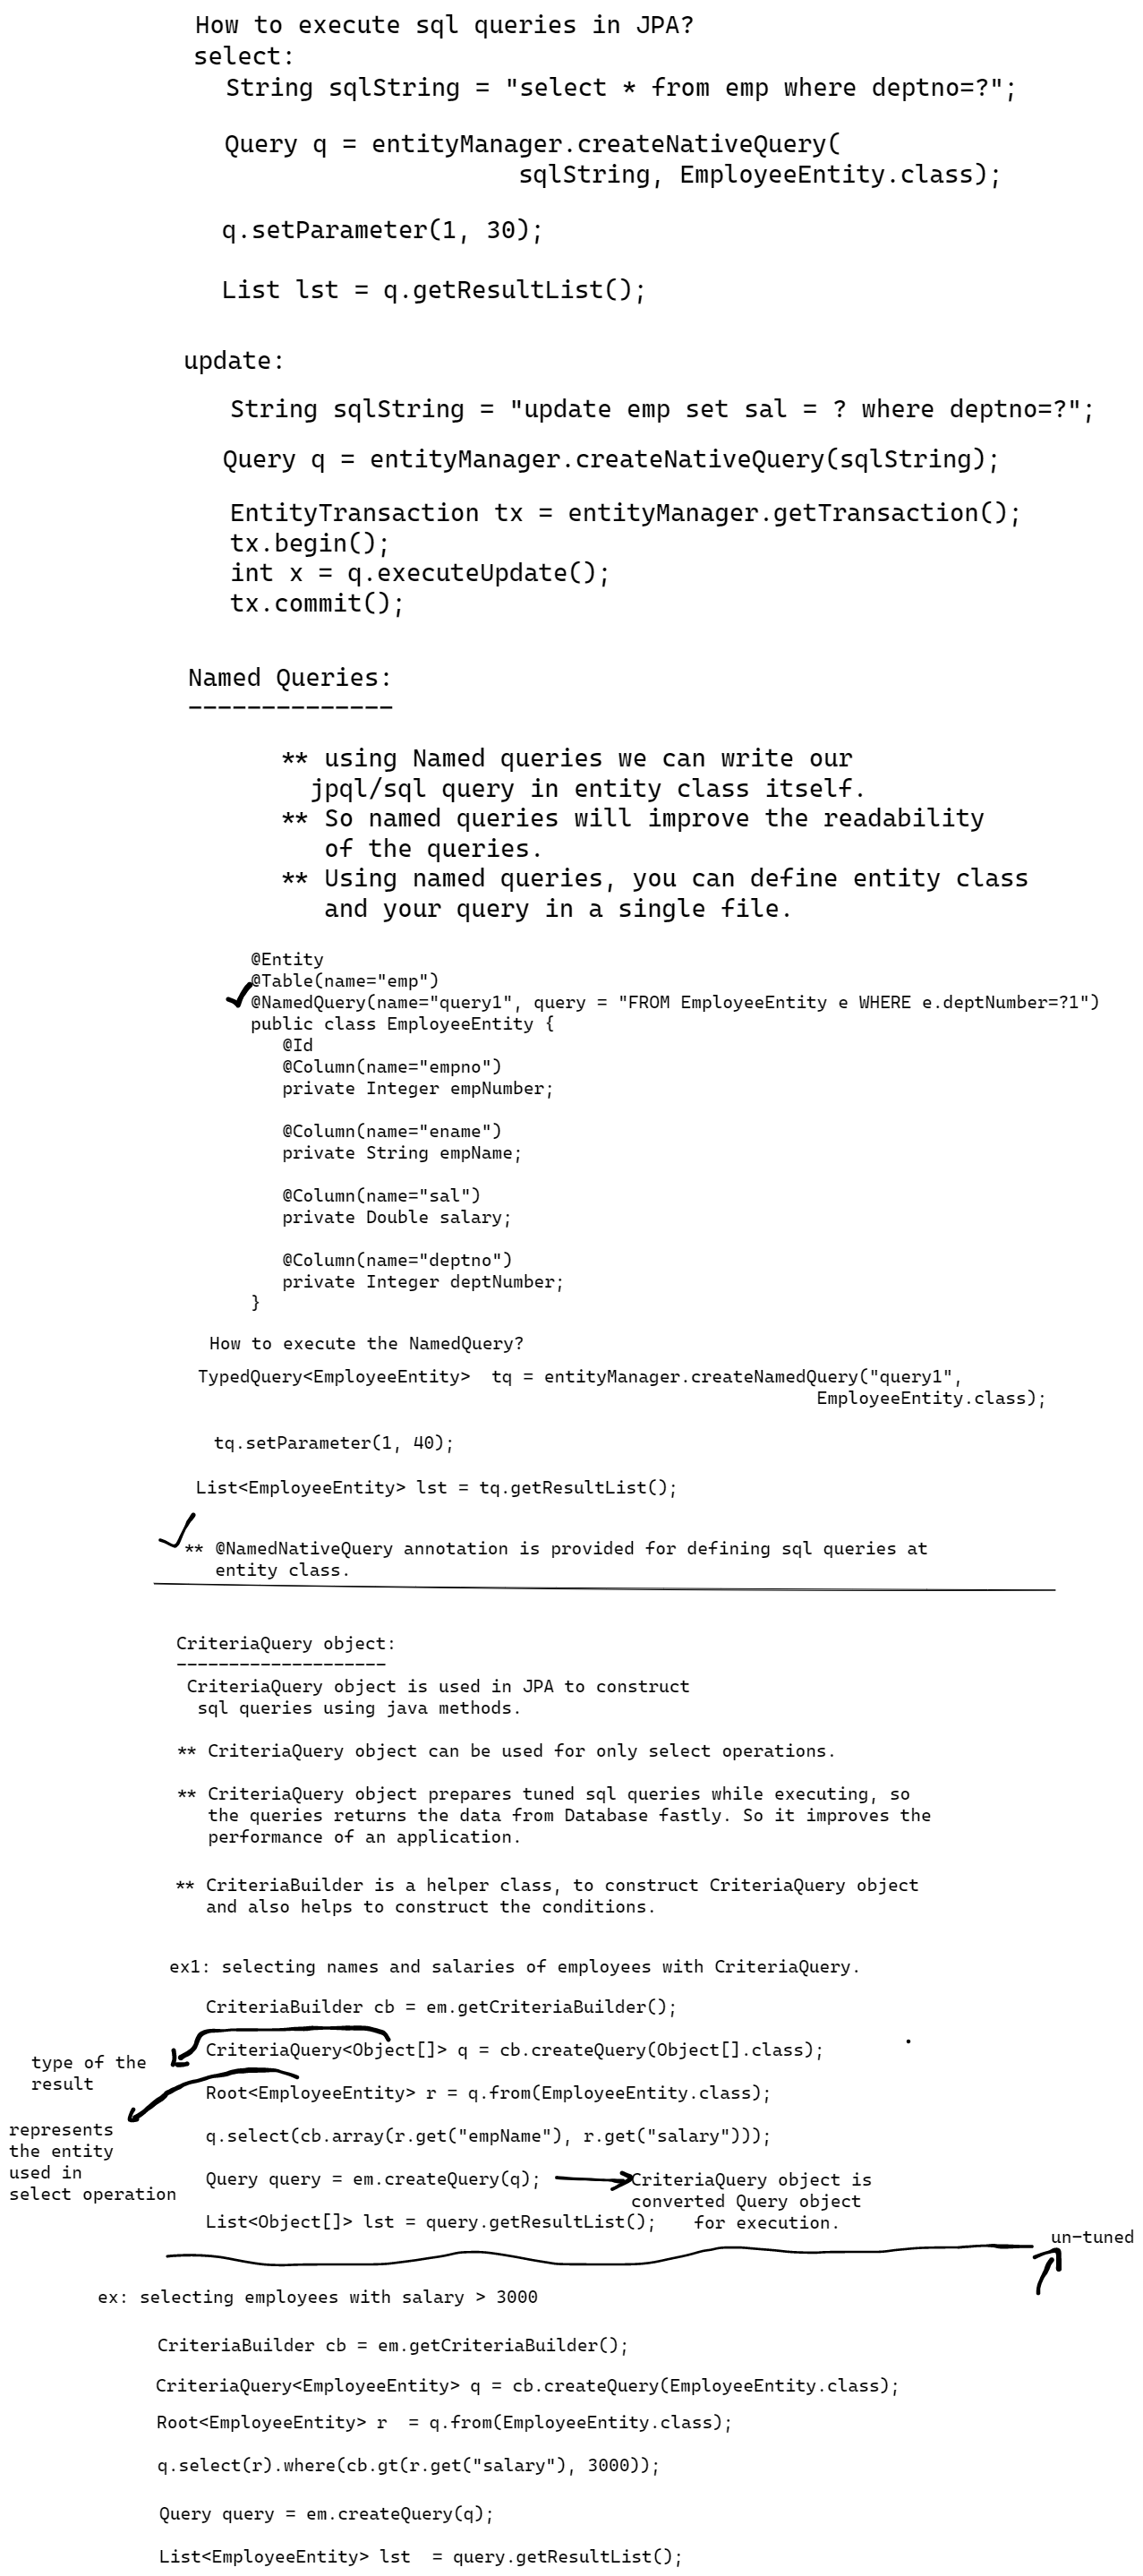 How to execute sql queries in JPA?
select:
String sqlString = "select * from emp where deptno=?";
Query q = entityManager.createNativeQuery(
sqlString, EmployeeEntity.class);
q.setParameter(1, 30);
List lst = q.getResultList();
update:
String sqlString = "update emp set sal = ? where deptno=?";
Query q = entityManager.createNativeQuery(sqlString);
EntityTransaction tx = entityManager.getTransaction();
tx.begin();
int x = q.executeUpdate();
tx.commit();
Named Queries:
--------------
** using Named queries we can write our
jpql/sql query in entity class itself.
** So named queries will improve the readability
of the queries.
** Using named queries, you can define entity class
and your query in a single file.
@Entity
@Table(name="emp")
@NamedQuery(name="query1", query = "FROM EmployeeEntity e WHERE e.deptNumber=?1")
public class EmployeeEntity {
@Id
@Column(name="empno")
private Integer empNumber;
@Column(name="ename")
private String empName;
@Column(name="sal")
private Double salary;
@Column(name="deptno")
private Integer deptNumber;
}
How to execute the NamedQuery?
TypedQuery<EmployeeEntity>  tq = entityManager.createNamedQuery("query1",
EmployeeEntity.class);
tq.setParameter(1, 40);
List<EmployeeEntity> lst = tq.getResultList();
** @NamedNativeQuery annotation is provided for defining sql queries at
entity class.
CriteriaQuery object:
--------------------
CriteriaQuery object is used in JPA to construct
sql queries using java methods.
** CriteriaQuery object can be used for only select operations.
** CriteriaQuery object prepares tuned sql queries while executing, so
the queries returns the data from Database fastly. So it improves the
performance of an application.
** CriteriaBuilder is a helper class, to construct CriteriaQuery object
and also helps to construct the conditions.
ex1: selecting names and salaries of employees with CriteriaQuery.
CriteriaBuilder cb = em.getCriteriaBuilder();
CriteriaQuery<Object[]> q = cb.createQuery(Object[].class);
type of the
result
Root<EmployeeEntity> r = q.from(EmployeeEntity.class);
represents
the entity
used in
select operation
q.select(cb.array(r.get("empName"), r.get("salary")));
Query query = em.createQuery(q);
CriteriaQuery object is
converted Query object
for execution.
List<Object[]> lst = query.getResultList();
un-tuned
ex: selecting employees with salary > 3000
CriteriaBuilder cb = em.getCriteriaBuilder();
CriteriaQuery<EmployeeEntity> q = cb.createQuery(EmployeeEntity.class);
Root<EmployeeEntity> r  = q.from(EmployeeEntity.class);
q.select(r).where(cb.gt(r.get("salary"), 3000));
Query query = em.createQuery(q);
List<EmployeeEntity> lst  = query.getResultList();